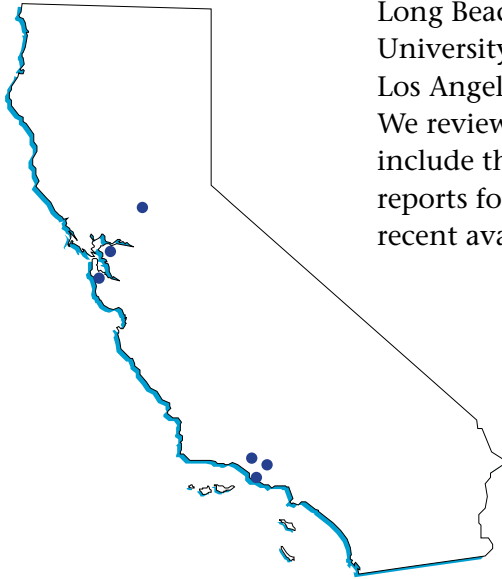 Long Beac
University
Los Angel
We review
include th
reports fo
recent ava